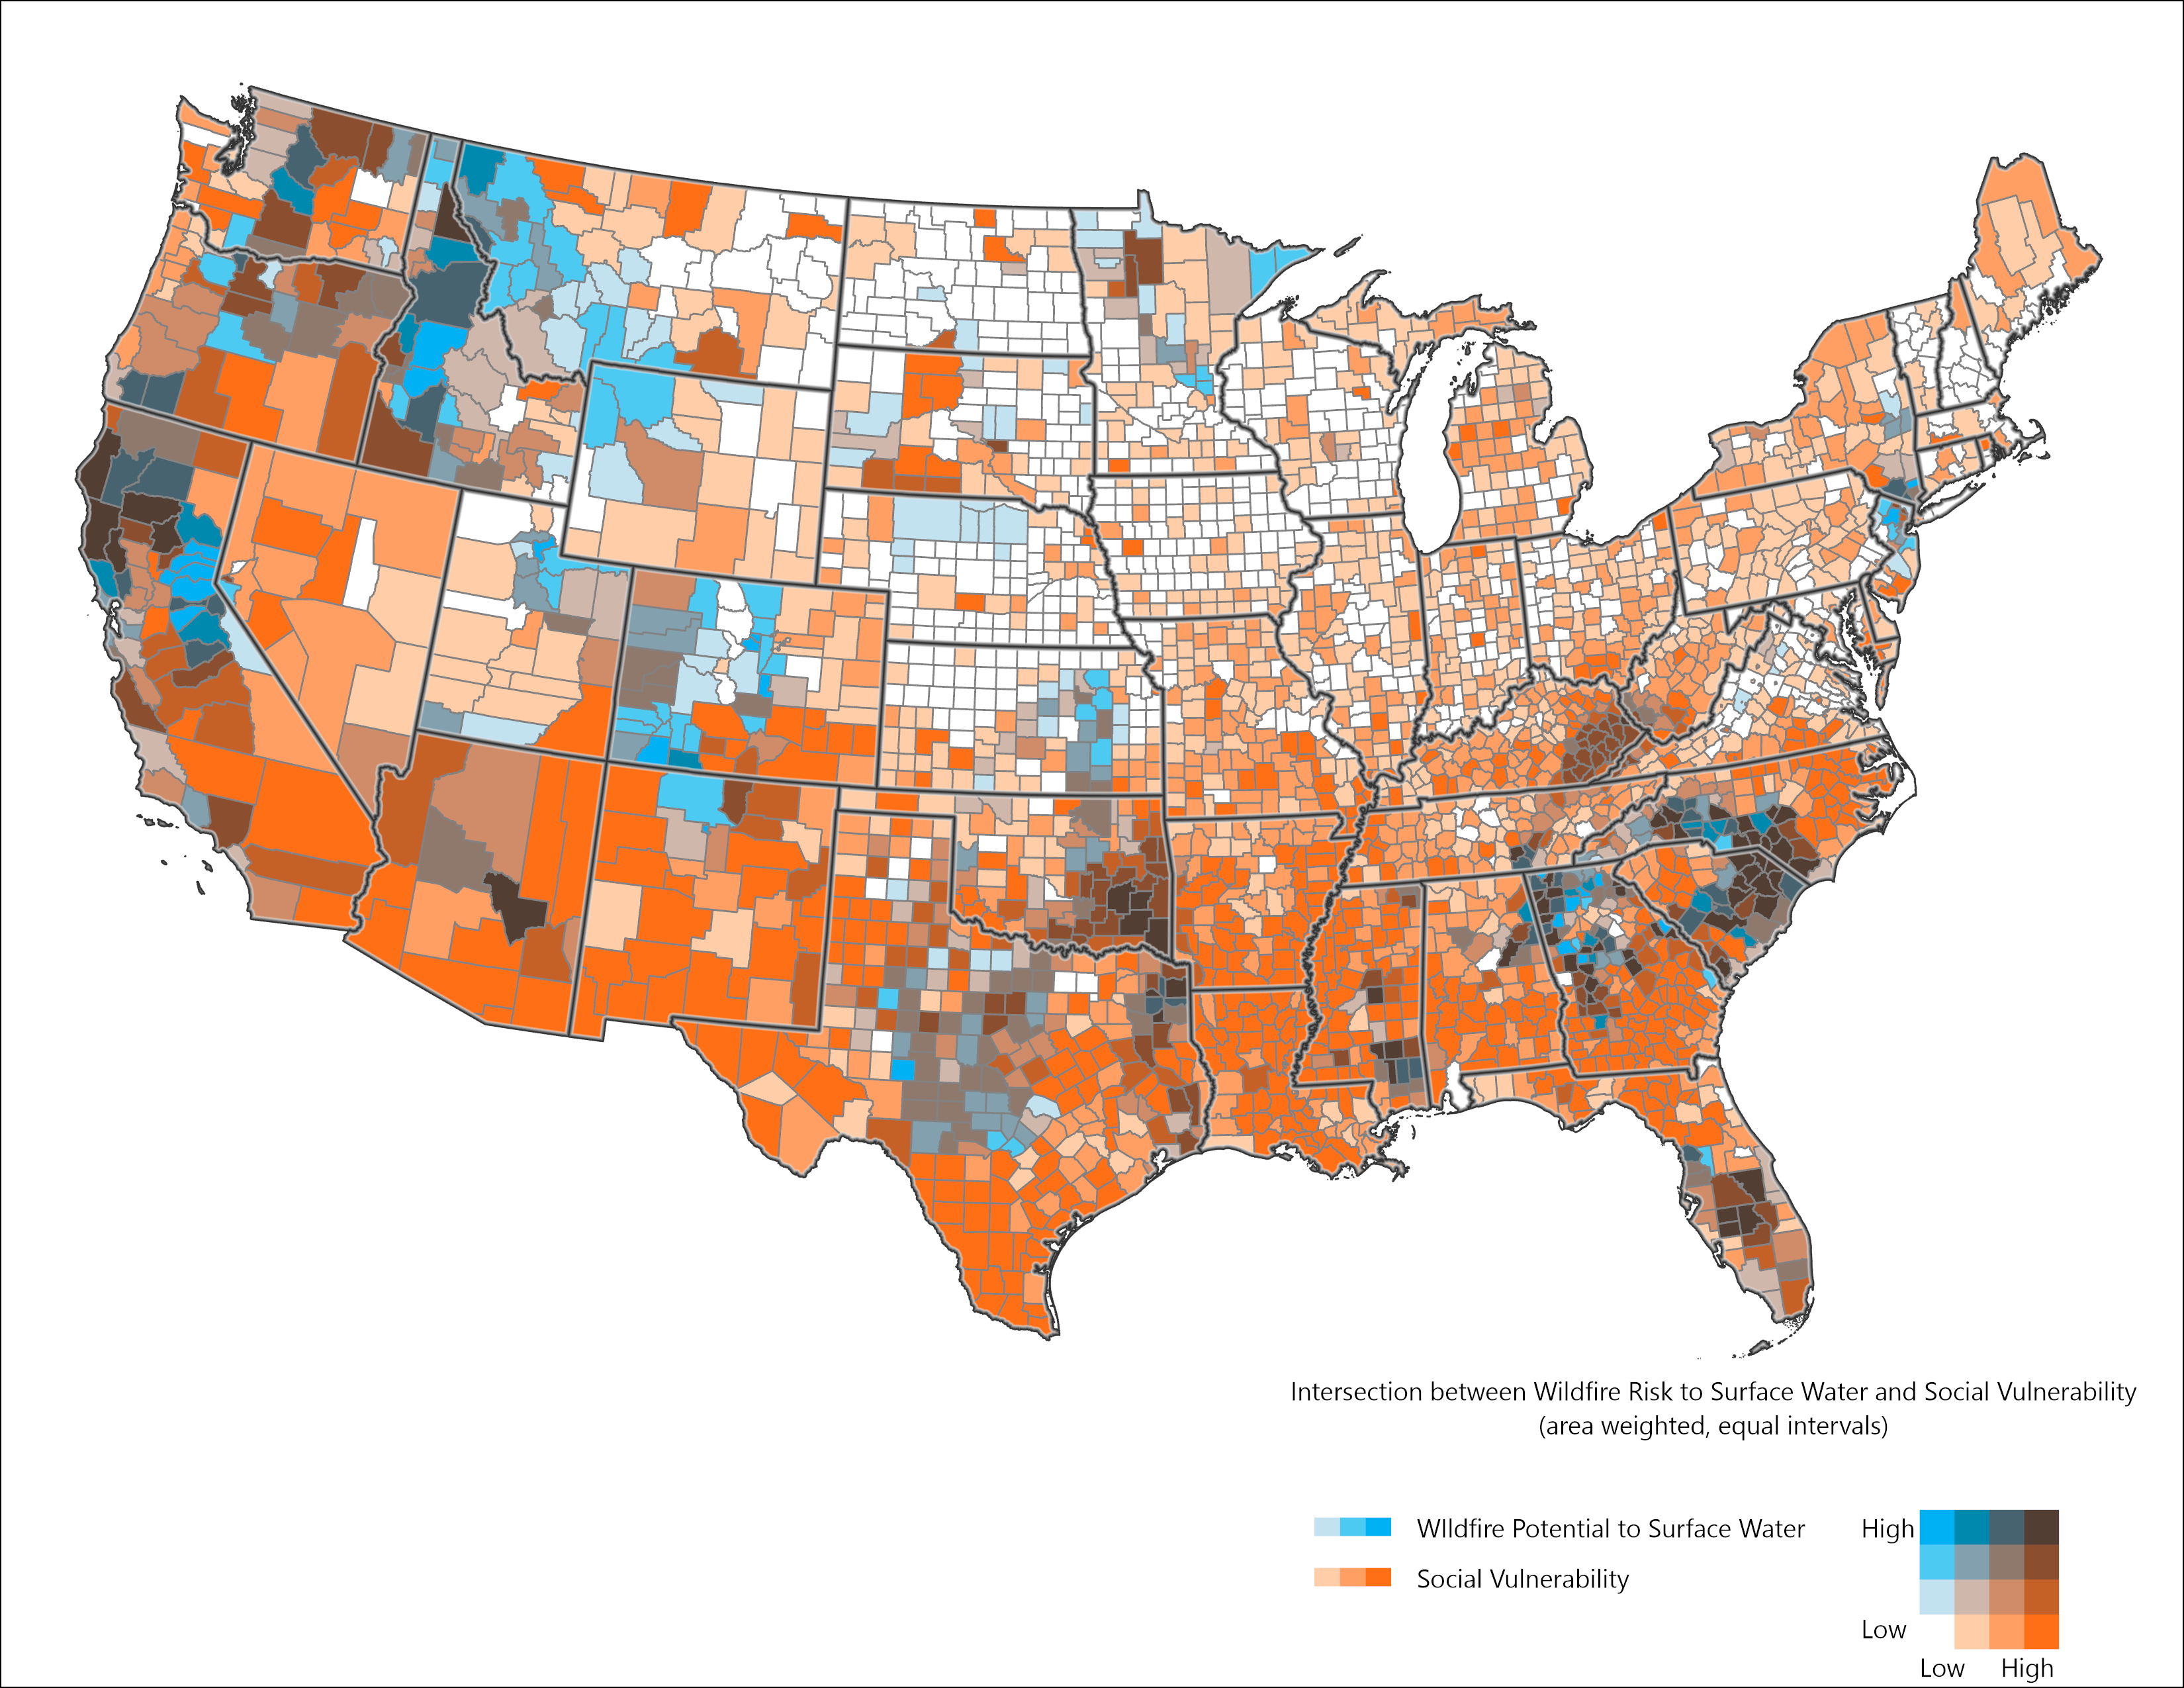 Intersection between Wildfire Risk to Surface Water and Social Vulnerability
(area weighted, equal intervals)
WIldfire Potential to Surface Water
Social Vulnerability
High
Low
Low High